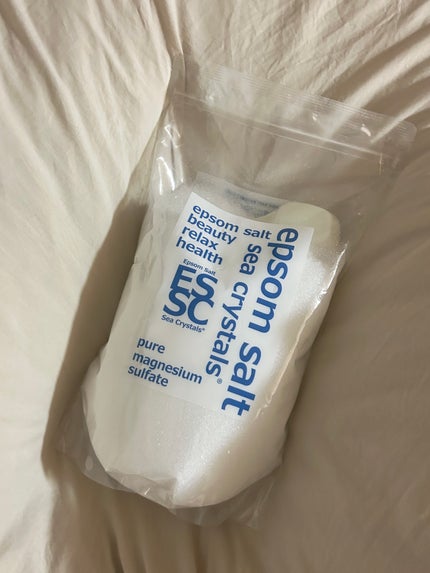 epsom salt
beauty
relax
health
Epsom Salt
ES
SC
Sea Crystals®
pure
magnesium
sulfate
epsom salt
sea crystals®